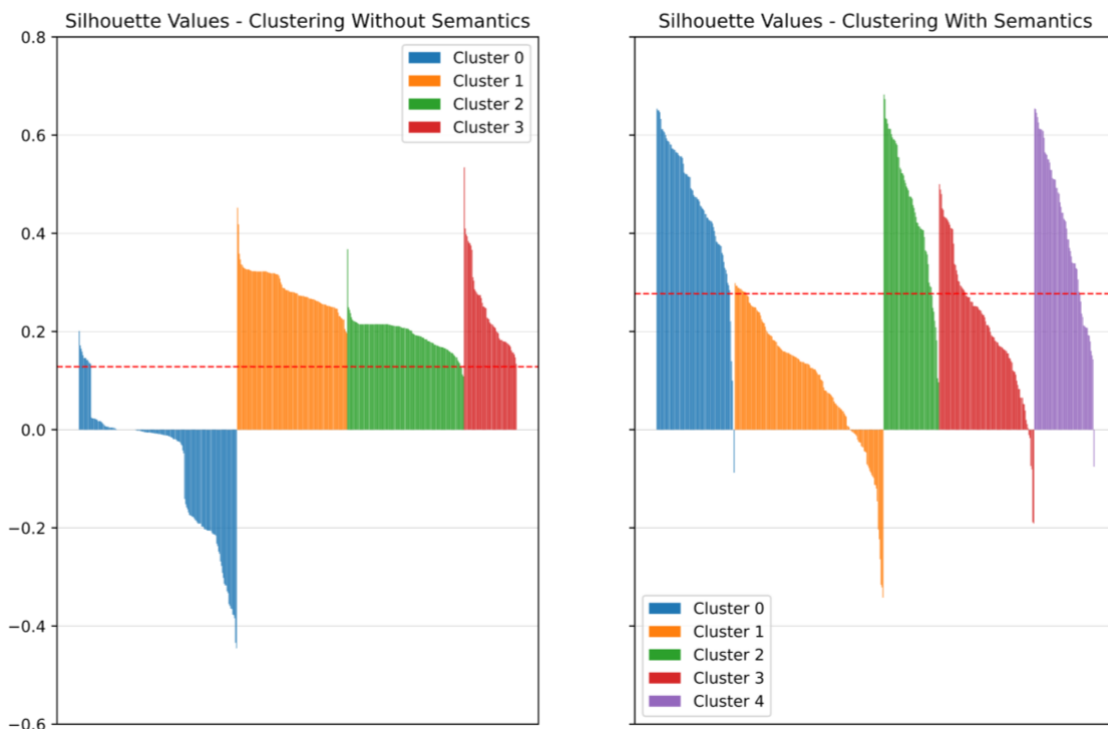 Silhouette Values - Clustering Without Semantics
0.8
0.6
0.4
0.2
0.0
−0.2
−0.4
−0.6
Cluster 0
Cluster 1
Cluster 2
Cluster 3
Silhouette Values - Clustering With Semantics
Cluster 0
Cluster 1
Cluster 2
Cluster 3
Cluster 4